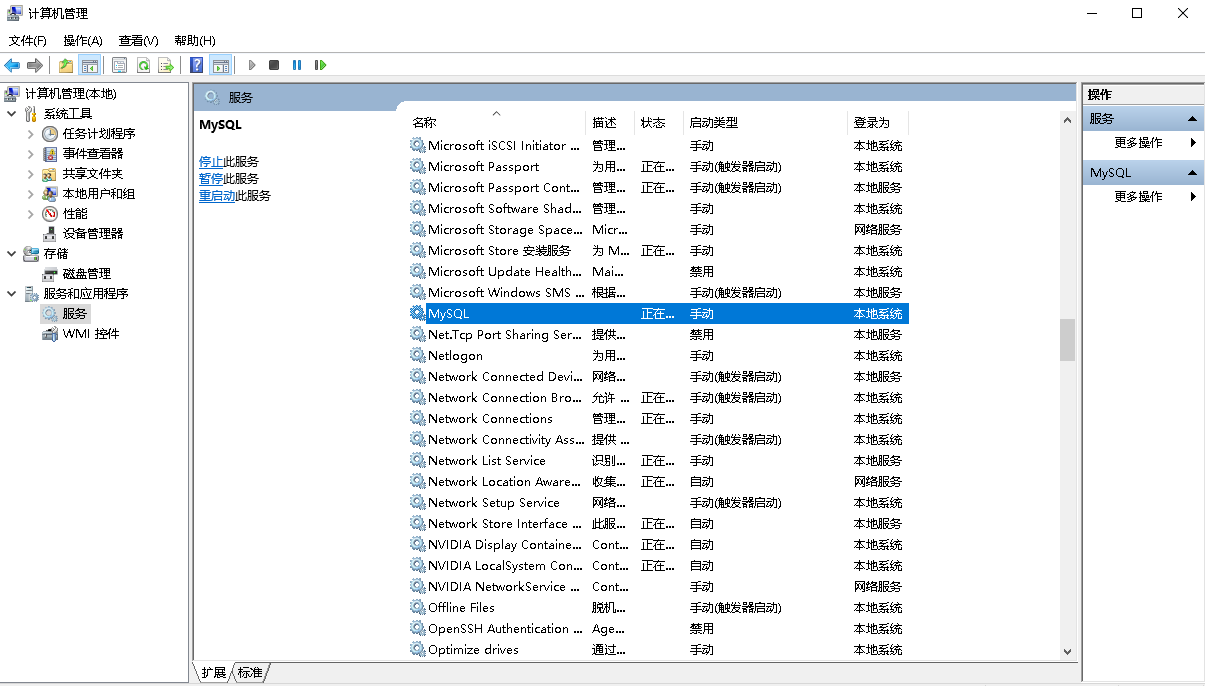 计算机管理
文件(F) 操作(A) 查看(V) 帮助(H)
计算机管理(本地)
系统工具
任务计划程序
事件查看器
共享文件夹
本地用户和组
性能
设备管理器
存储
磁盘管理
服务和应用程序
服务
WMI 控件
服务
MySQL
停止此服务
暂停此服务
重启动此服务
名称 描述 状态 启动类型 登录为
Microsoft iSCSI Initiator ... 管理... 手动 本地系统
Microsoft Passport 为用... 正在... 手动(触发器启动) 本地系统
Microsoft Passport Cont... 管理... 正在... 手动(触发器启动) 本地服务
Microsoft Software Shad... 管理... 手动 本地系统
Microsoft Storage Space... Micr... 手动 网络服务
Microsoft Store 安装服务 为 M... 正在... 手动 本地系统
Microsoft Update Health... Mai... 禁用 本地系统
Microsoft Windows SMS ... 根据... 手动(触发器启动) 本地服务
MySQL 正在... 手动 本地系统
Net.Tcp Port Sharing Ser... 提供... 禁用 本地服务
Netlogon 为用... 手动 本地系统
Network Connected Devi... 网络... 手动(触发器启动) 本地服务
Network Connection Bro... 允许 ... 正在... 手动(触发器启动) 本地系统
Network Connections 管理... 正在... 手动 本地系统
Network Connectivity Ass... 提供 ... 手动(触发器启动) 本地系统
Network List Service 识别... 正在... 手动 本地服务
Network Location Aware... 收集... 正在... 自动 网络服务
Network Setup Service 网络... 手动(触发器启动) 本地系统
Network Store Interface ... 此服... 正在... 自动 本地服务
NVIDIA Display Containe... Cont... 正在... 自动 本地系统
NVIDIA LocalSystem Con... Cont... 正在... 自动 本地系统
NVIDIA NetworkService ... Cont... 手动 网络服务
Offline Files 脱机... 手动(触发器启动) 本地系统
OpenSSH Authentication ... Age... 禁用 本地系统
Optimize drives 通过... 手动 本地系统
扩展 标准
操作
服务
更多操作
MySQL
更多操作